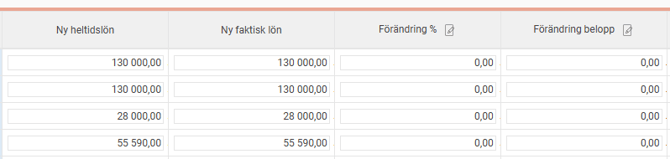 Ny heltidslön Ny faktisk lön Förändring % Förändring belopp
130 000,00 130 000,00 0,00 0,00
130 000,00 130 000,00 0,00 0,00
28 000,00 28 000,00 0,00 0,00
55 590,00 55 590,00 0,00 0,00